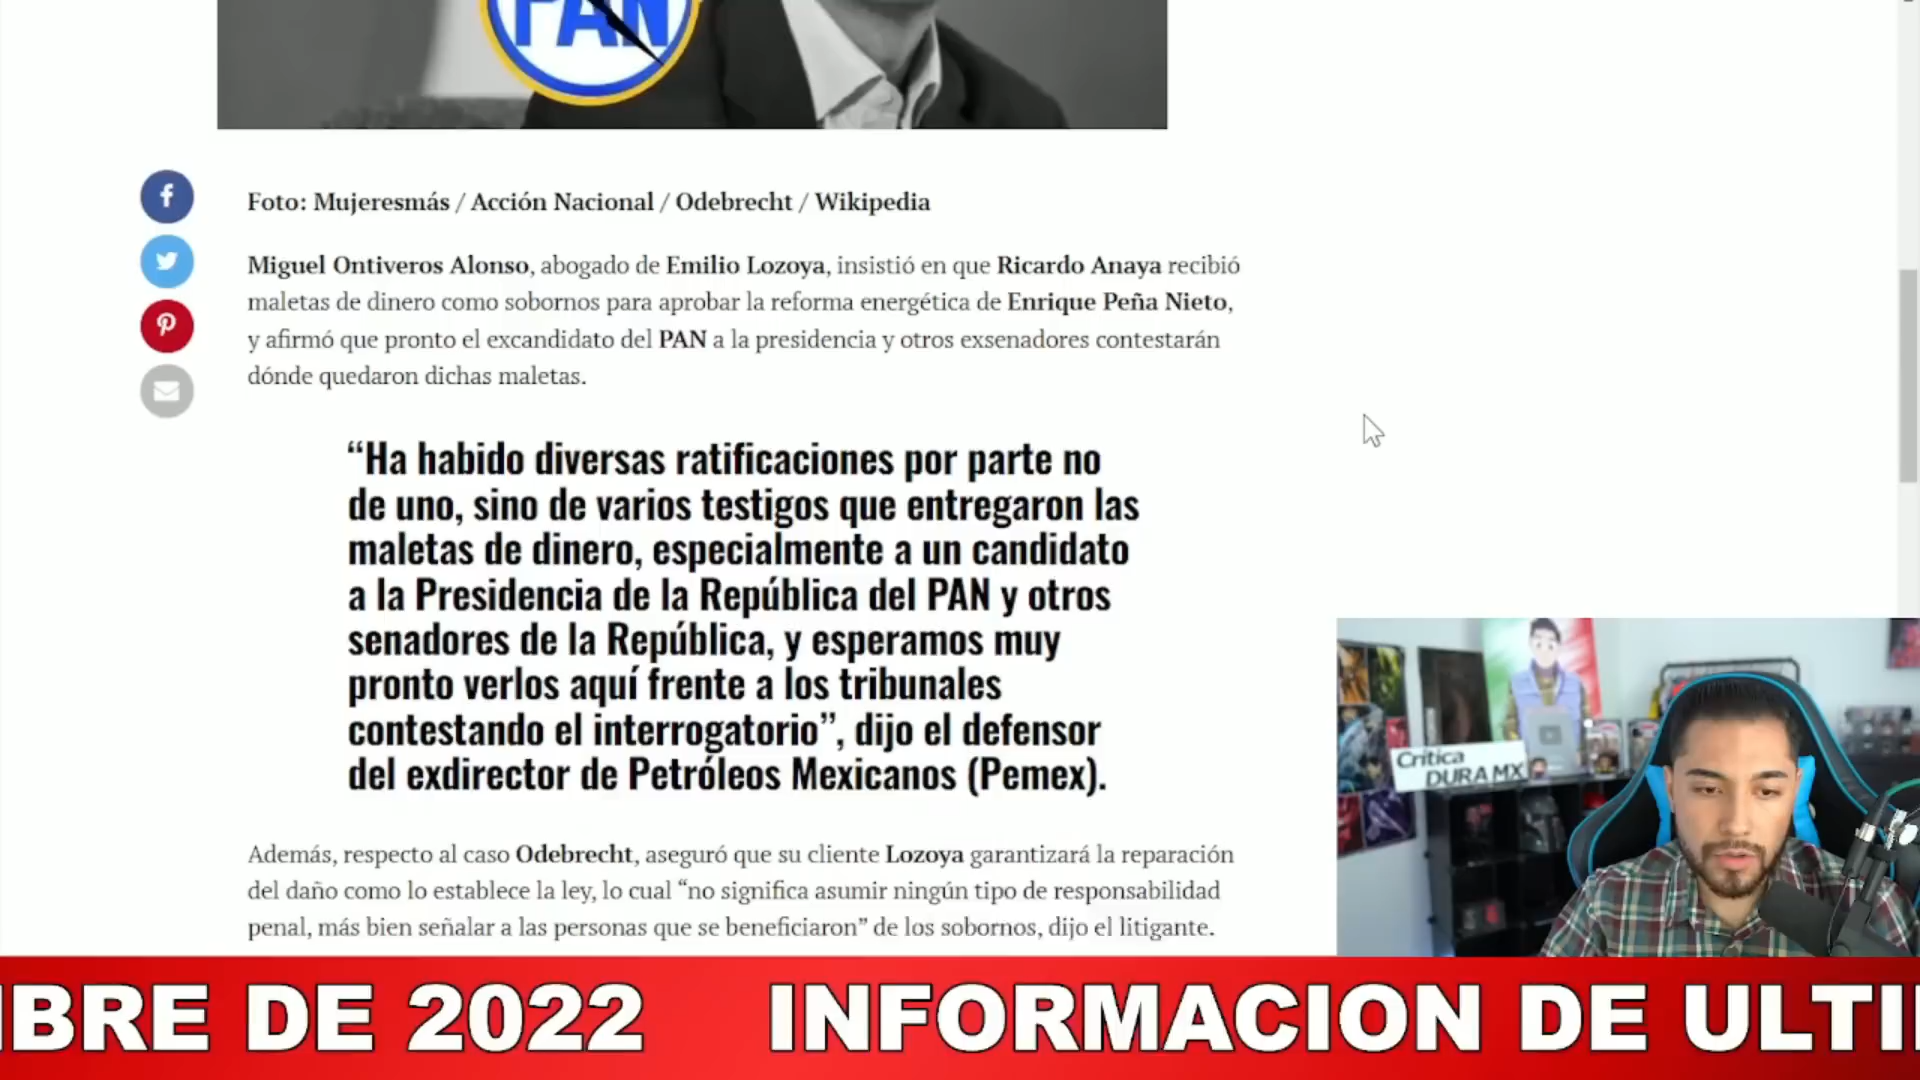 PAN
Foto: Mujeresmás / Acción Nacional / Odebrecht / Wikipedia
Miguel Ontiveros Alonso, abogado de Emilio Lozoya, insistió en que Ricardo Anaya recibió
maletas de dinero como sobornos para aprobar la reforma energética de Enrique Peña Nieto,
y afirmó que pronto el excandidato del PAN a la presidencia y otros exsenadores contestarán
dónde quedaron dichas maletas.
“Ha habido diversas ratificaciones por parte no
de uno, sino de varios testigos que entregaron las
maletas de dinero, especialmente a un candidato
a la Presidencia de la República del PAN y otros
senadores de la República, y esperamos muy
pronto verlos aquí frente a los tribunales
contestando el interrogatorio”, dijo el defensor
del exdirector de Petróleos Mexicanos (Pemex).
Además, respecto al caso Odebrecht, aseguró que su cliente Lozoya garantizará la reparación
del daño como lo establece la ley, lo cual “no significa asumir ningún tipo de responsabilidad
penal, más bien señalar a las personas que se beneficiaron” de los sobornos, dijo el litigante.
Crítica
DURA MX
MBRE DE 2022 INFORMACION DE ULTI